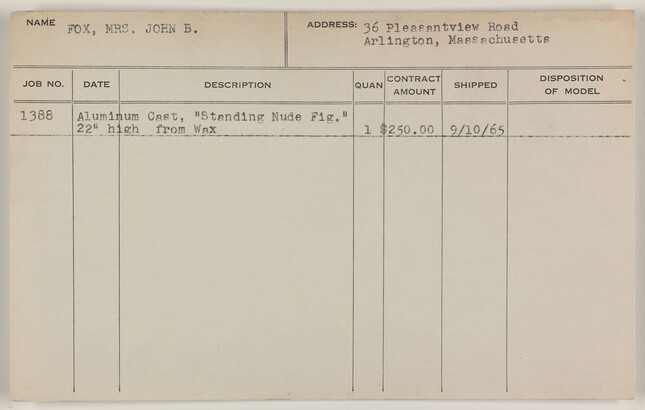 NAME FOX, MRS. JOHN B. ADDRESS: 36 Pleasantview Road
Arlington, Massachusetts
JOB NO. DATE DESCRIPTION QUAN CONTRACT AMOUNT SHIPPED DISPOSITION OF MODEL
1388 Aluminum Cast, "Standing Nude Fig."
22" high from Wax 1 $250.00 9/10/65